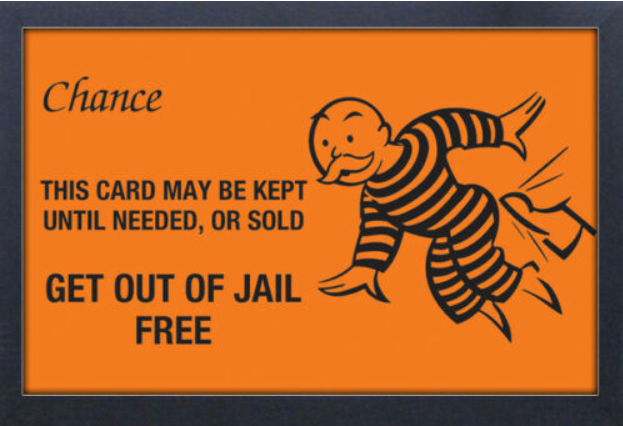 Chance
THIS CARD MAY BE KEPT
UNTIL NEEDED, OR SOLD
GET OUT OF JAIL
FREE